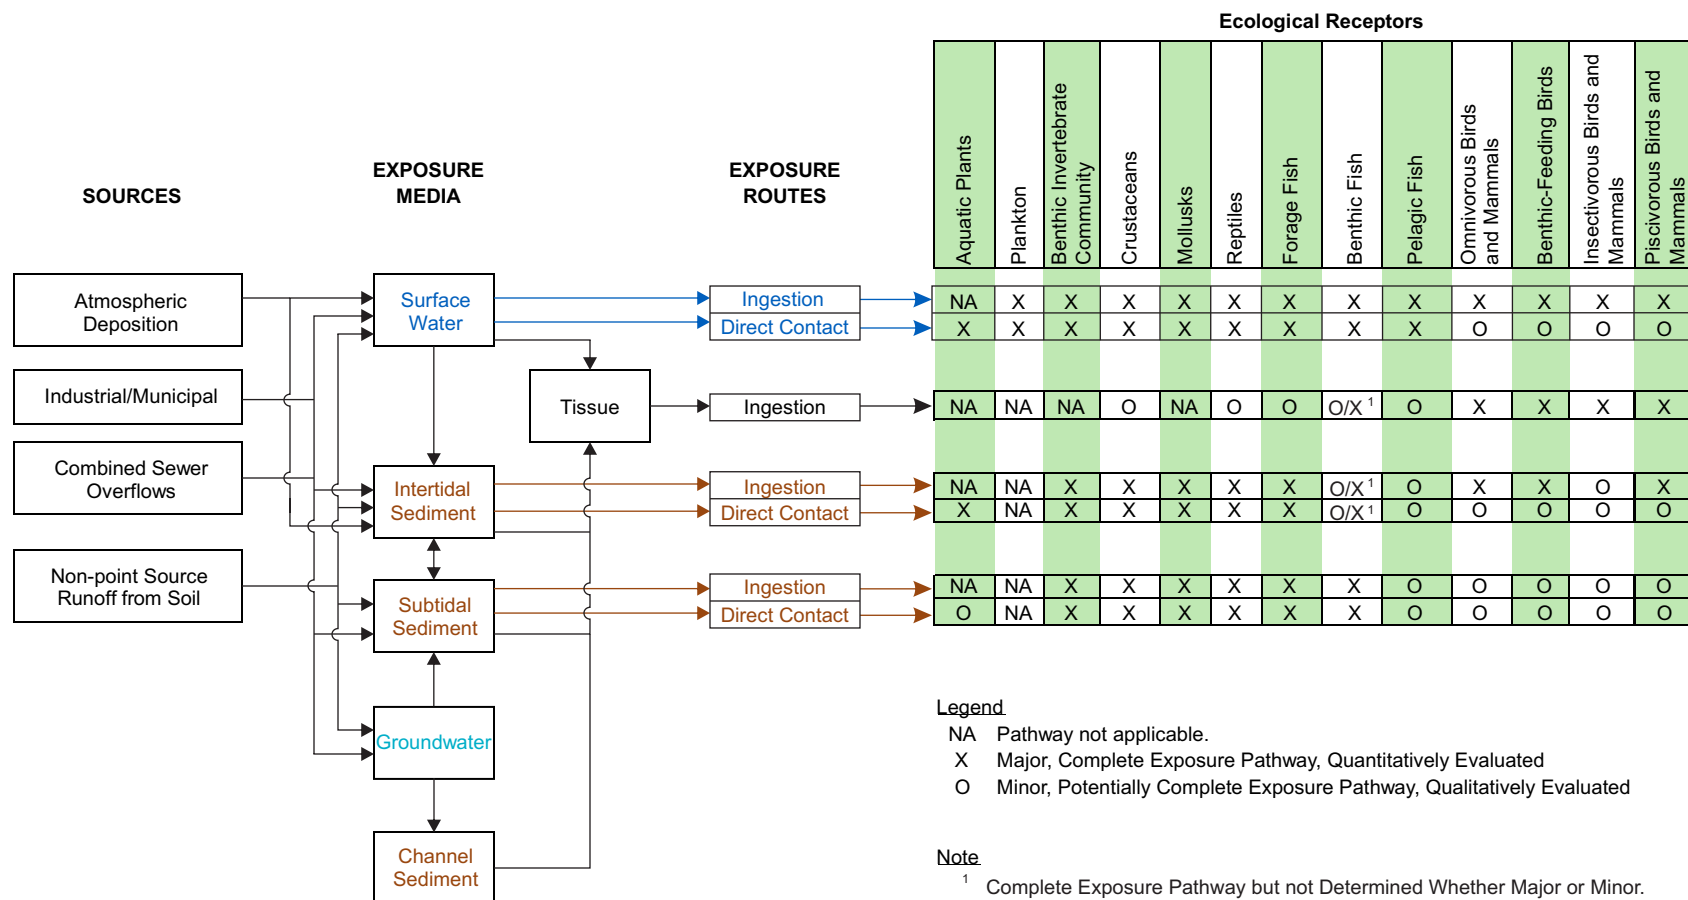 Ecological Receptors
SOURCES
EXPOSURE
MEDIA
EXPOSURE
ROUTES
Aquatic Plants
Plankton
Benthic Invertebrate
Community
Crustaceans
Mollusks
Reptiles
Forage Fish
Benthic Fish
Pelagic Fish
Omnivorous Birds
and Mammals
Benthic-Feeding Birds
Insectivorous Birds and
Mammals
Piscivorous Birds and
Mammals
Atmospheric
Deposition
Industrial/Municipal
Combined Sewer
Overflows
Non-point Source
Runoff from Soil
Surface
Water
Tissue
Intertidal
Sediment
Subtidal
Sediment
Groundwater
Channel
Sediment
Ingestion NA X X X X X X X X X X X X
Direct Contact X X X X X X X X X O O O O
Ingestion NA NA NA O NA O O O/X 1 O X X X X
Ingestion NA NA X X X X X O/X 1 O X X O X
Direct Contact X NA X X X X X O/X 1 O O O O O
Ingestion NA NA X X X X X X O O O O O
Direct Contact O NA X X X X X X O O O O O
Legend
NA Pathway not applicable.
X Major, Complete Exposure Pathway, Quantitatively Evaluated
O Minor, Potentially Complete Exposure Pathway, Qualitatively Evaluated
Note
1 Complete Exposure Pathway but not Determined Whether Major or Minor.